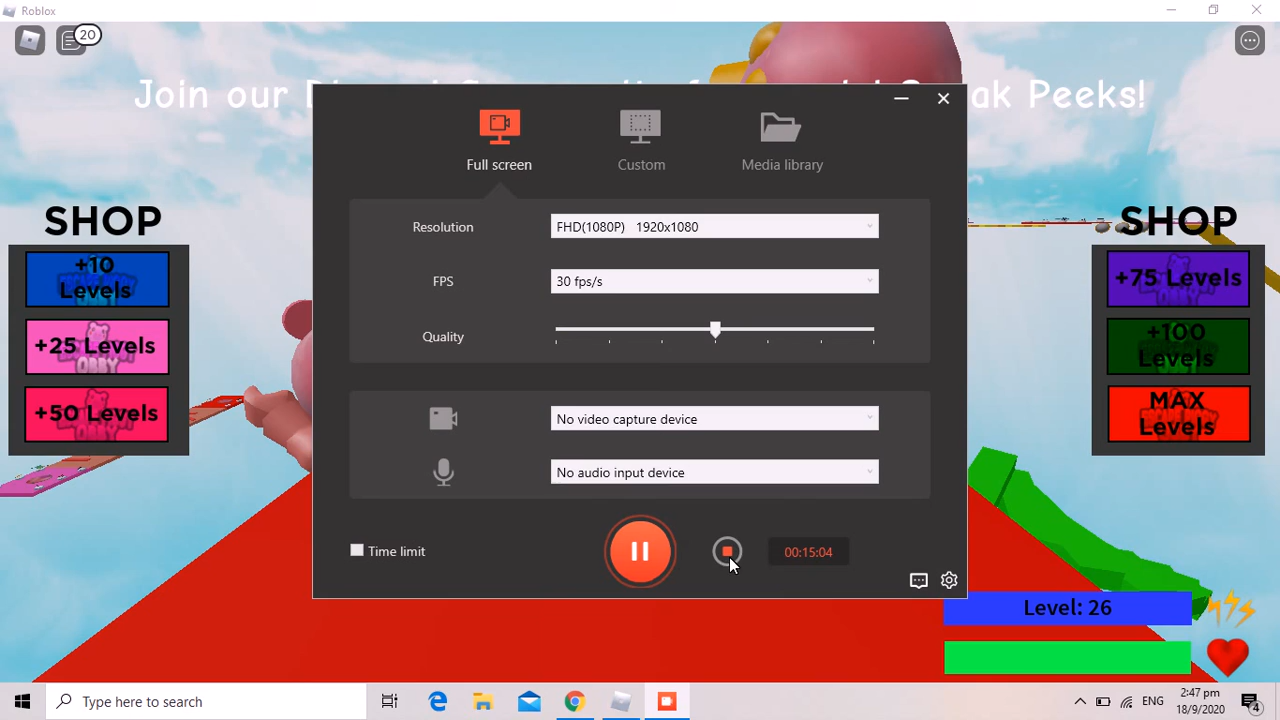 Roblox
20
Join our D
ak Peeks!
Full screen
Custom
Media library
SHOP
+10
Levels
+25 Levels
+50 Levels
Resolution
FHD(1080P) 1920x1080
FPS
30 fps/s
Quality
No video capture device
No audio input device
Time limit
00:15:04
SHOP
+75 Levels
+100
Levels
MAX
Levels
Level: 26
Type here to search
ENG
2:47 pm
18/9/2020
4